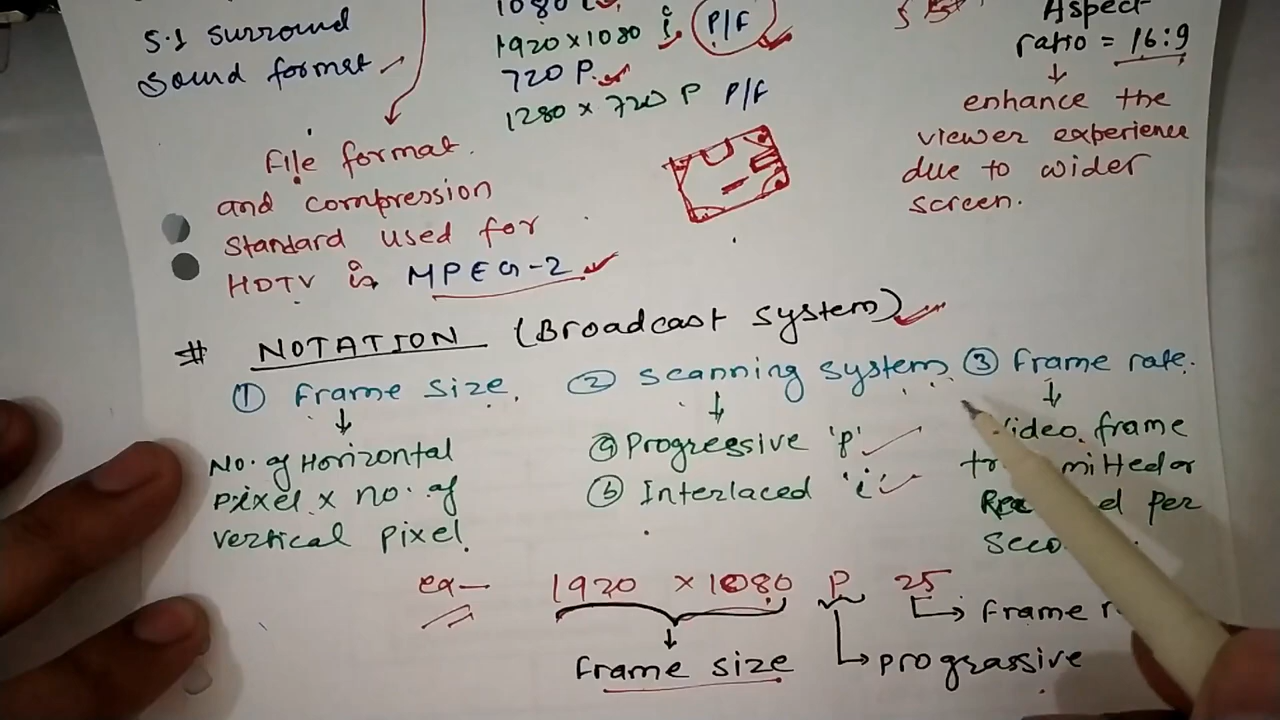 5.1 surround
sound format
1080 i
1920 x 1080 i P/F
720 P
1280 x 720 P P/F
Aspect
ratio = 16:9
enhance the
viewer experience
due to wider
screen.
File format
and compression
standard used for
HDTV is MPEG-2
# NOTATION (Broadcast system)
① Frame size.
No. of Horizontal
pixel x no. of
vertical pixel.
② Scanning system
ⓐ Progressive 'p'
ⓑ Interlaced 'i'
③ Frame rate.
video frame
or
per
ex— 1920 x 1080 P 25
Frame size
Frame
prograssive